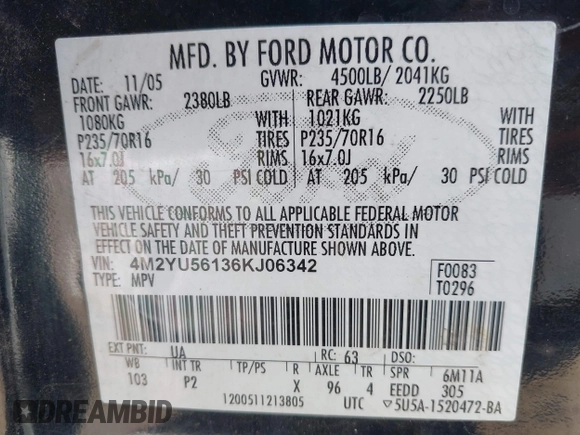 MFD. BY FORD MOTOR CO.
DATE: 11/05 GVWR: 4500LB/ 2041KG
FRONT GAWR: 2380LB REAR GAWR: 2250LB
1080KG WITH 1021KG WITH
P235/70R16 TIRES P235/70R16 TIRES
16x7.0J RIMS 16x7.0J RIMS
AT 205 kPa/ 30 PSI COLD AT 205 kPa/ 30 PSI COLD
THIS VEHICLE CONFORMS TO ALL APPLICABLE FEDERAL MOTOR
VEHICLE SAFETY AND THEFT PREVENTION STANDARDS IN
EFFECT ON THE DATE OF MANUFACTURE SHOWN ABOVE.
VIN: 4M2YU56136KJ06342 F0083
TYPE: MPV T0296
EXT PNT: UA RC: 63 DSO:
WB INT TR TP/PS R AXLE TR SPR 6M11A
103 P2 X 96 4 EEDD 305
1200511213805 UTC ▽5U5A-1520472-BA
DREAMBID